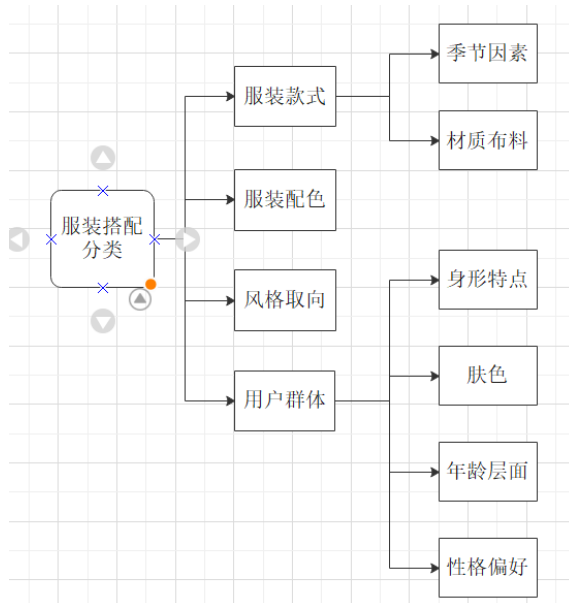 服装搭配
分类
服装款式
季节因素
材质布料
服装配色
风格取向
用户群体
身形特点
肤色
年龄层面
性格偏好